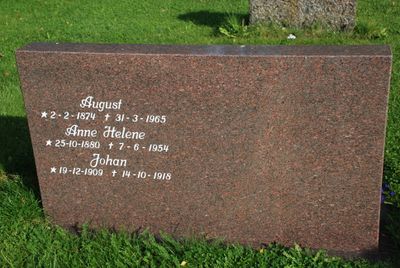 August
★ 2-2-1874 ✝ 31-3-1965
Anne Helene
★ 25-10-1880 ✝ 7-6-1954
Johan
★ 19-12-1909 ✝ 14-10-1918